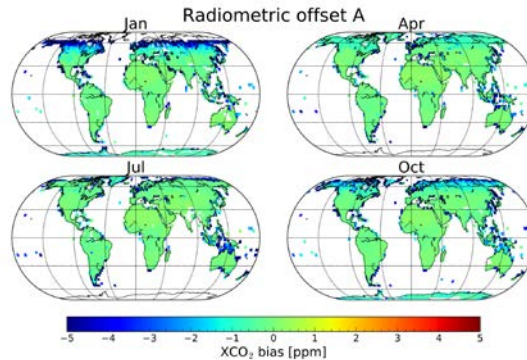 Radiometric offset A
Jan
Apr
Jul
Oct
−5 −4 −3 −2 −1 0 1 2 3 4 5
XCO₂ bias [ppm]